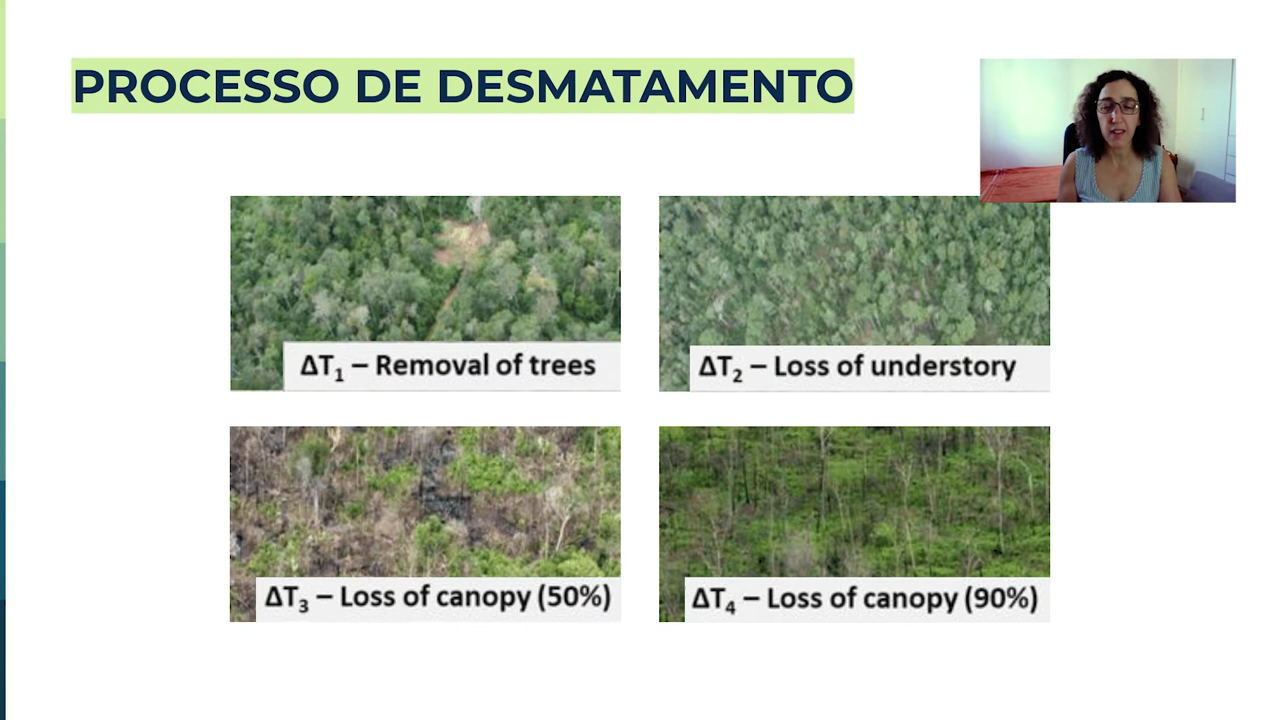 PROCESSO DE DESMATAMENTO
ΔT₁ – Removal of trees
ΔT₂ – Loss of understory
ΔT₃ – Loss of canopy (50%)
ΔT₄ – Loss of canopy (90%)